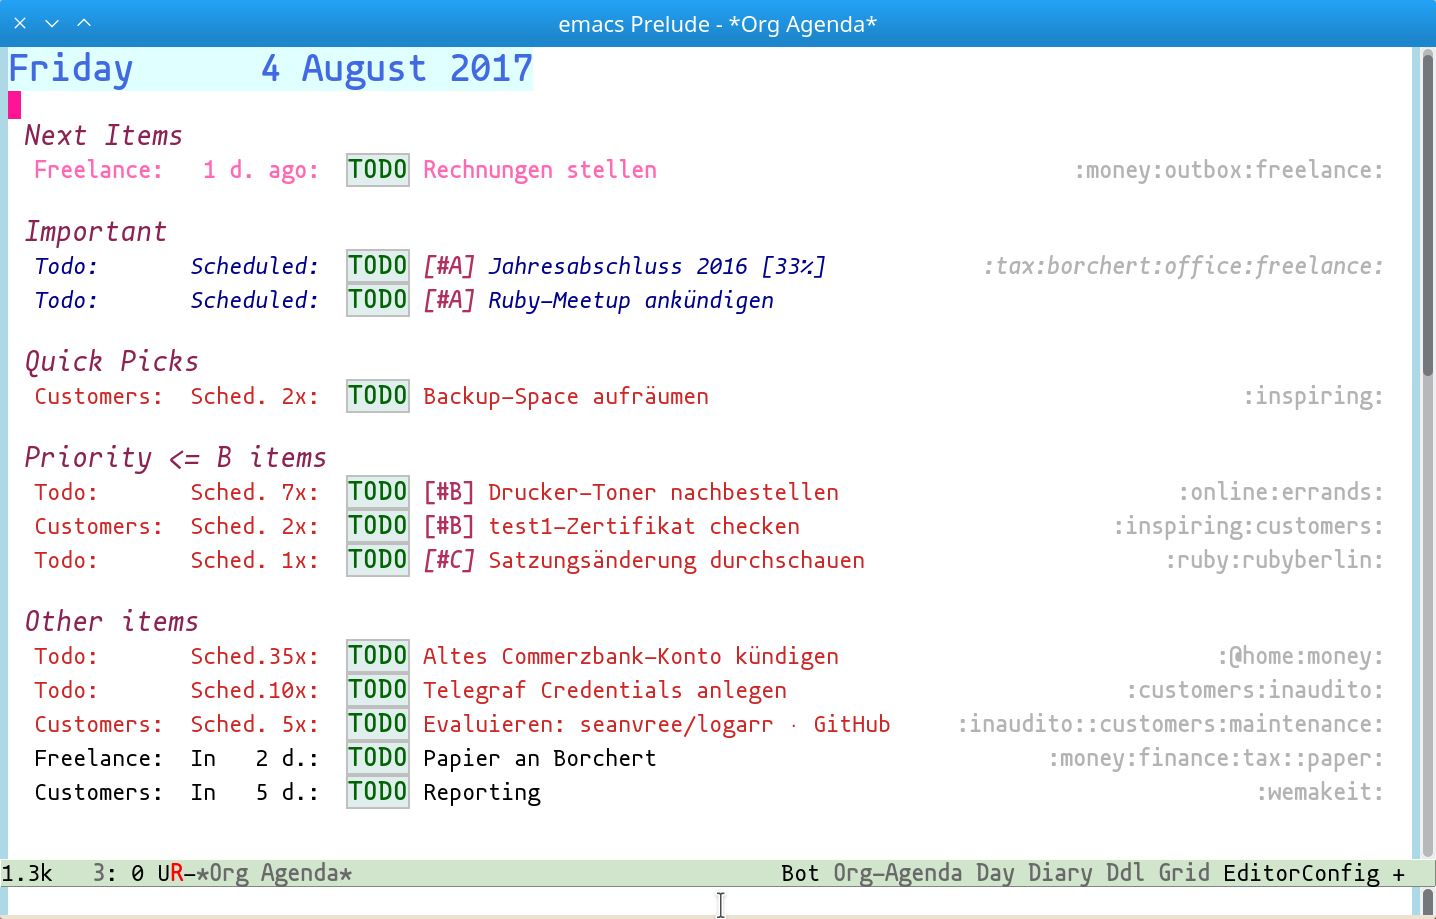 emacs Prelude - *Org Agenda*
Friday 4 August 2017
Next Items
Freelance: 1 d. ago: TODO Rechnungen stellen :money:outbox:freelance:
Important
Todo: Scheduled: TODO [#A] Jahresabschluss 2016 [33%] :tax:borchert:office:freelance:
Todo: Scheduled: TODO [#A] Ruby-Meetup ankündigen
Quick Picks
Customers: Sched. 2x: TODO Backup-Space aufräumen :inspiring:
Priority <= B items
Todo: Sched. 7x: TODO [#B] Drucker-Toner nachbestellen :online:errands:
Customers: Sched. 2x: TODO [#B] test1-Zertifikat checken :inspiring:customers:
Todo: Sched. 1x: TODO [#C] Satzungsänderung durchschauen :ruby:rubyberlin:
Other items
Todo: Sched.35x: TODO Altes Commerzbank-Konto kündigen :@home:money:
Todo: Sched.10x: TODO Telegraf Credentials anlegen :customers:inaudito:
Customers: Sched. 5x: TODO Evaluieren: seanvree/logarr · GitHub :inaudito::customers:maintenance:
Freelance: In 2 d.: TODO Papier an Borchert :money:finance:tax::paper:
Customers: In 5 d.: TODO Reporting :wemakeit:
1.3k 3: 0 UR-*Org Agenda* Bot Org-Agenda Day Diary Ddl Grid EditorConfig +